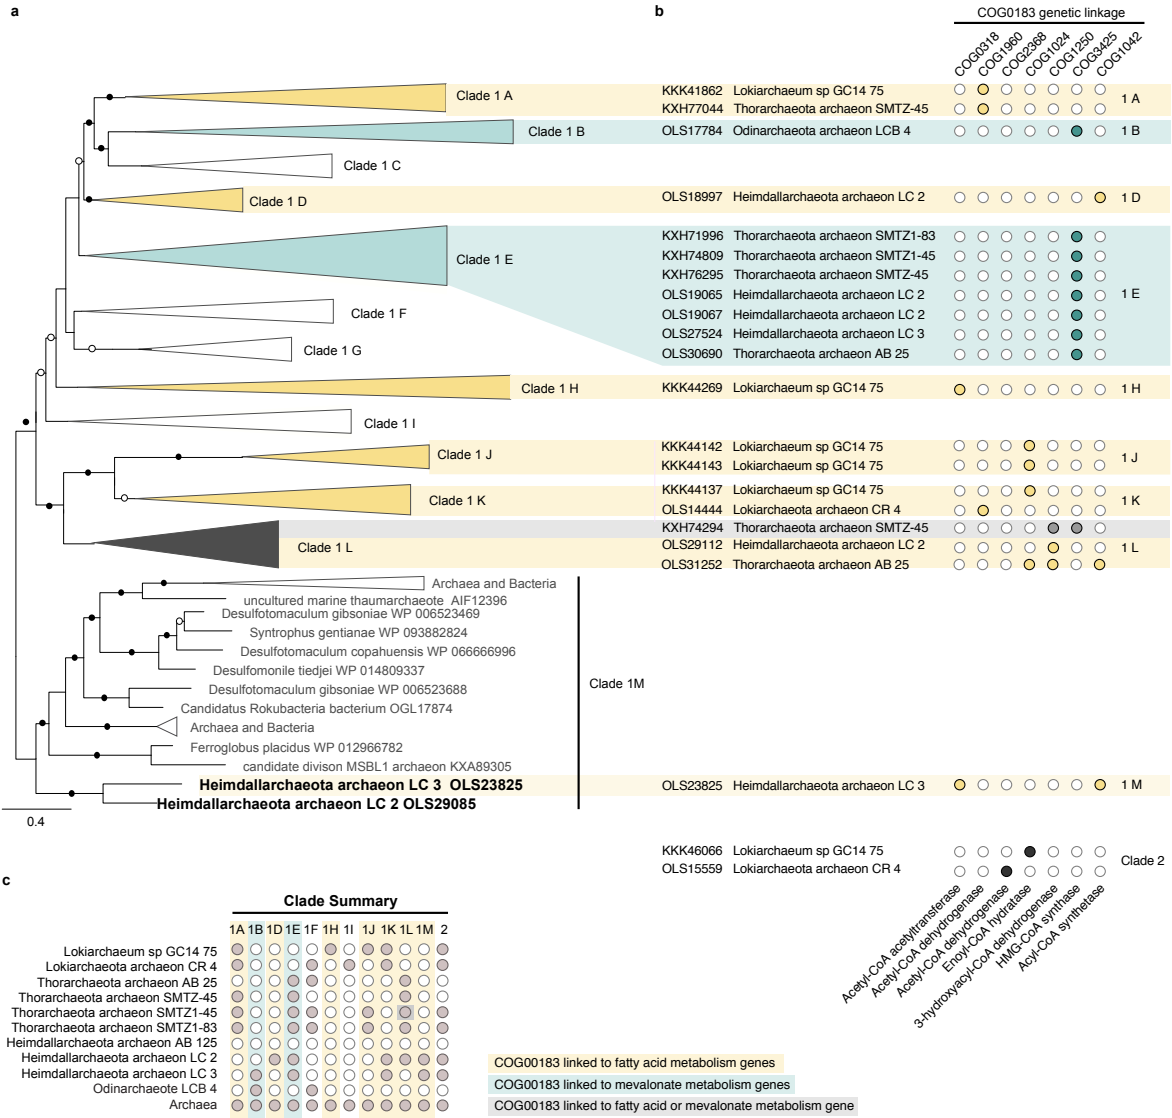 a
b
COG0183 genetic linkage
COG0318
COG1960
COG2368
COG1024
COG1250
COG3425
COG1042
Clade 1 A
KKK41862 Lokiarchaeum sp GC14 75
1 A
KXH77044 Thorarchaeota archaeon SMTZ-45
Clade 1 B
OLS17784 Odinarchaeota archaeon LCB 4
1 B
Clade 1 C
Clade 1 D
OLS18997 Heimdallarchaeota archaeon LC 2
1 D
Clade 1 E
KXH71996 Thorarchaeota archaeon SMTZ1-83
KXH74809 Thorarchaeota archaeon SMTZ1-45
KXH76295 Thorarchaeota archaeon SMTZ-45
OLS19065 Heimdallarchaeota archaeon LC 2
1 E
OLS19067 Heimdallarchaeota archaeon LC 2
OLS27524 Heimdallarchaeota archaeon LC 3
OLS30690 Thorarchaeota archaeon AB 25
Clade 1 F
Clade 1 G
Clade 1 H
KKK44269 Lokiarchaeum sp GC14 75
1 H
Clade 1 I
Clade 1 J
KKK44142 Lokiarchaeum sp GC14 75
1 J
KKK44143 Lokiarchaeum sp GC14 75
Clade 1 K
KKK44137 Lokiarchaeum sp GC14 75
1 K
OLS14444 Lokiarchaeota archaeon CR 4
Clade 1 L
KXH74294 Thorarchaeota archaeon SMTZ-45
OLS29112 Heimdallarchaeota archaeon LC 2
1 L
OLS31252 Thorarchaeota archaeon AB 25
Archaea and Bacteria
uncultured marine thaumarchaeote AIF12396
Desulfotomaculum gibsoniae WP 006523469
Syntrophus gentianae WP 093882824
Desulfotomaculum copahuensis WP 066666996
Desulfomonile tiedjei WP 014809337
Desulfotomaculum gibsoniae WP 006523688
Candidatus Rokubacteria bacterium OGL17874
Archaea and Bacteria
Ferroglobus placidus WP 012966782
candidate divison MSBL1 archaeon KXA89305
Heimdallarchaeota archaeon LC 3 OLS23825
Heimdallarchaeota archaeon LC 2 OLS29085
Clade 1M
OLS23825 Heimdallarchaeota archaeon LC 3
1 M
0.4
KKK46066 Lokiarchaeum sp GC14 75
Clade 2
OLS15559 Lokiarchaeota archaeon CR 4
Acetyl-CoA acetyltransferase
Acetyl-CoA dehydrogenase
Acetyl-CoA dehydrogenase
Enoyl-CoA hydratase
3-hydroxyacyl-CoA dehydrogenase
HMG-CoA synthase
Acyl-CoA synthetase
c
Clade Summary
1A 1B 1D 1E 1F 1H 1I 1J 1K 1L 1M 2
Lokiarchaeum sp GC14 75
Lokiarchaeota archaeon CR 4
Thorarchaeota archaeon AB 25
Thorarchaeota archaeon SMTZ-45
Thorarchaeota archaeon SMTZ1-45
Thorarchaeota archaeon SMTZ1-83
Heimdallarchaeota archaeon AB 125
Heimdallarchaeota archaeon LC 2
Heimdallarchaeota archaeon LC 3
Odinarchaeote LCB 4
Archaea
COG00183 linked to fatty acid metabolism genes
COG00183 linked to mevalonate metabolism genes
COG00183 linked to fatty acid or mevalonate metabolism gene